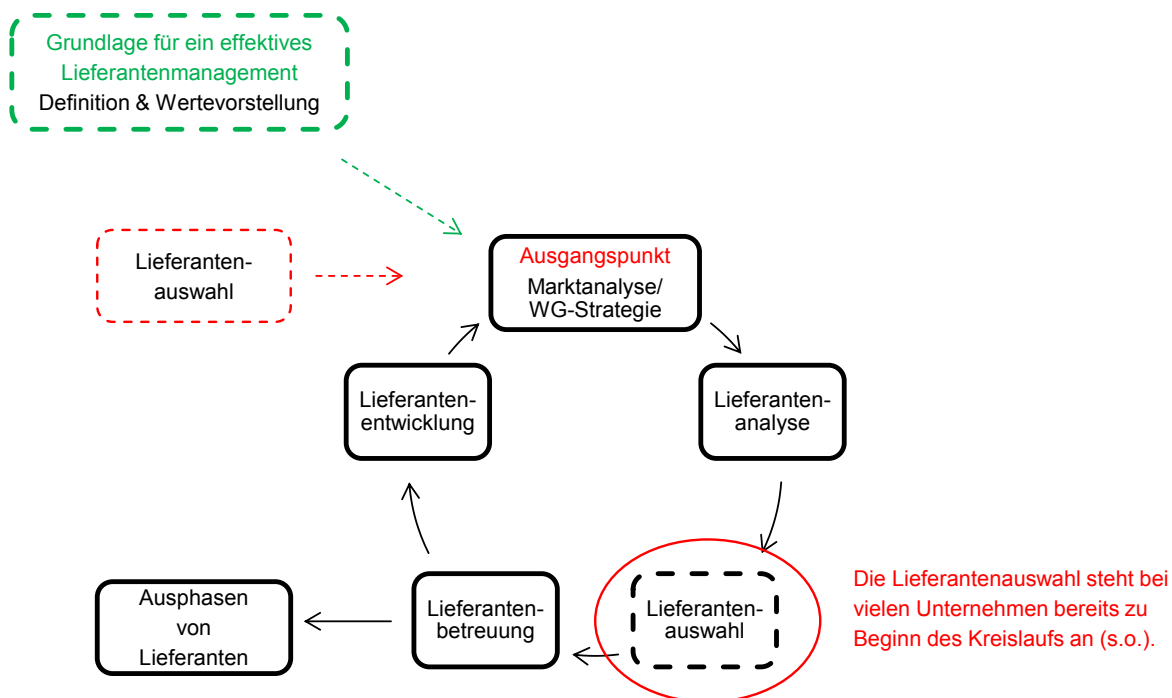 Grundlage für ein effektives
Lieferantenmanagement
Definition & Wertevorstellung
Lieferanten-
auswahl
Ausgangspunkt
Marktanalyse/
WG-Strategie
Lieferanten-
entwicklung
Lieferanten-
analyse
Ausphasen
von
Lieferanten
Lieferanten-
betreuung
Lieferanten-
auswahl
Die Lieferantenauswahl steht bei
vielen Unternehmen bereits zu
Beginn des Kreislaufs an (s.o.).